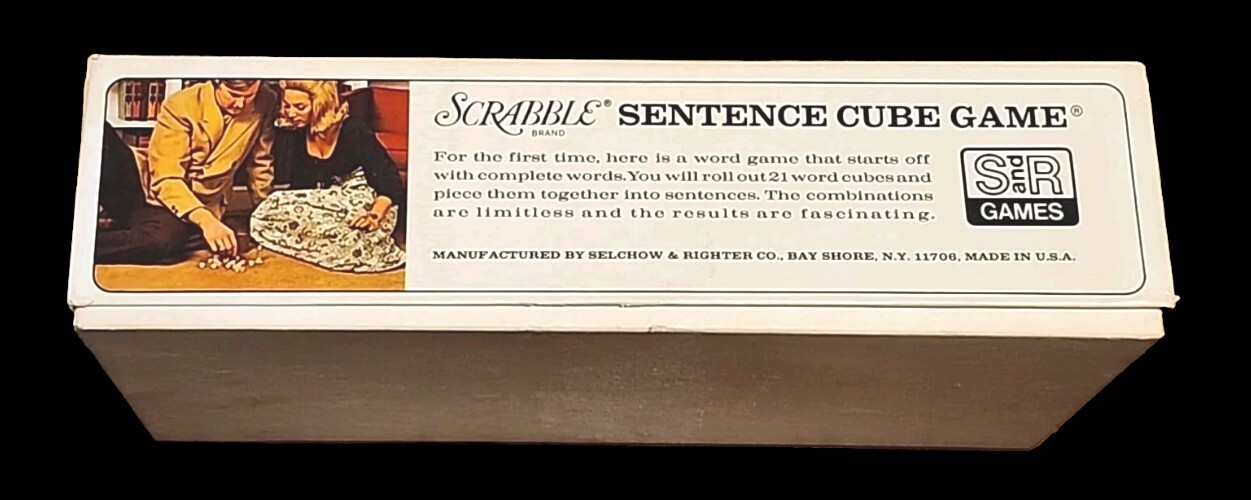 SCRABBLE® SENTENCE CUBE GAME®
BRAND
For the first time, here is a word game that starts off
with complete words. You will roll out 21 word cubes and
piece them together into sentences. The combinations
are limitless and the results are fascinating.
S and R
GAMES
MANUFACTURED BY SELCHOW & RIGHTER CO., BAY SHORE, N.Y. 11706, MADE IN U.S.A.